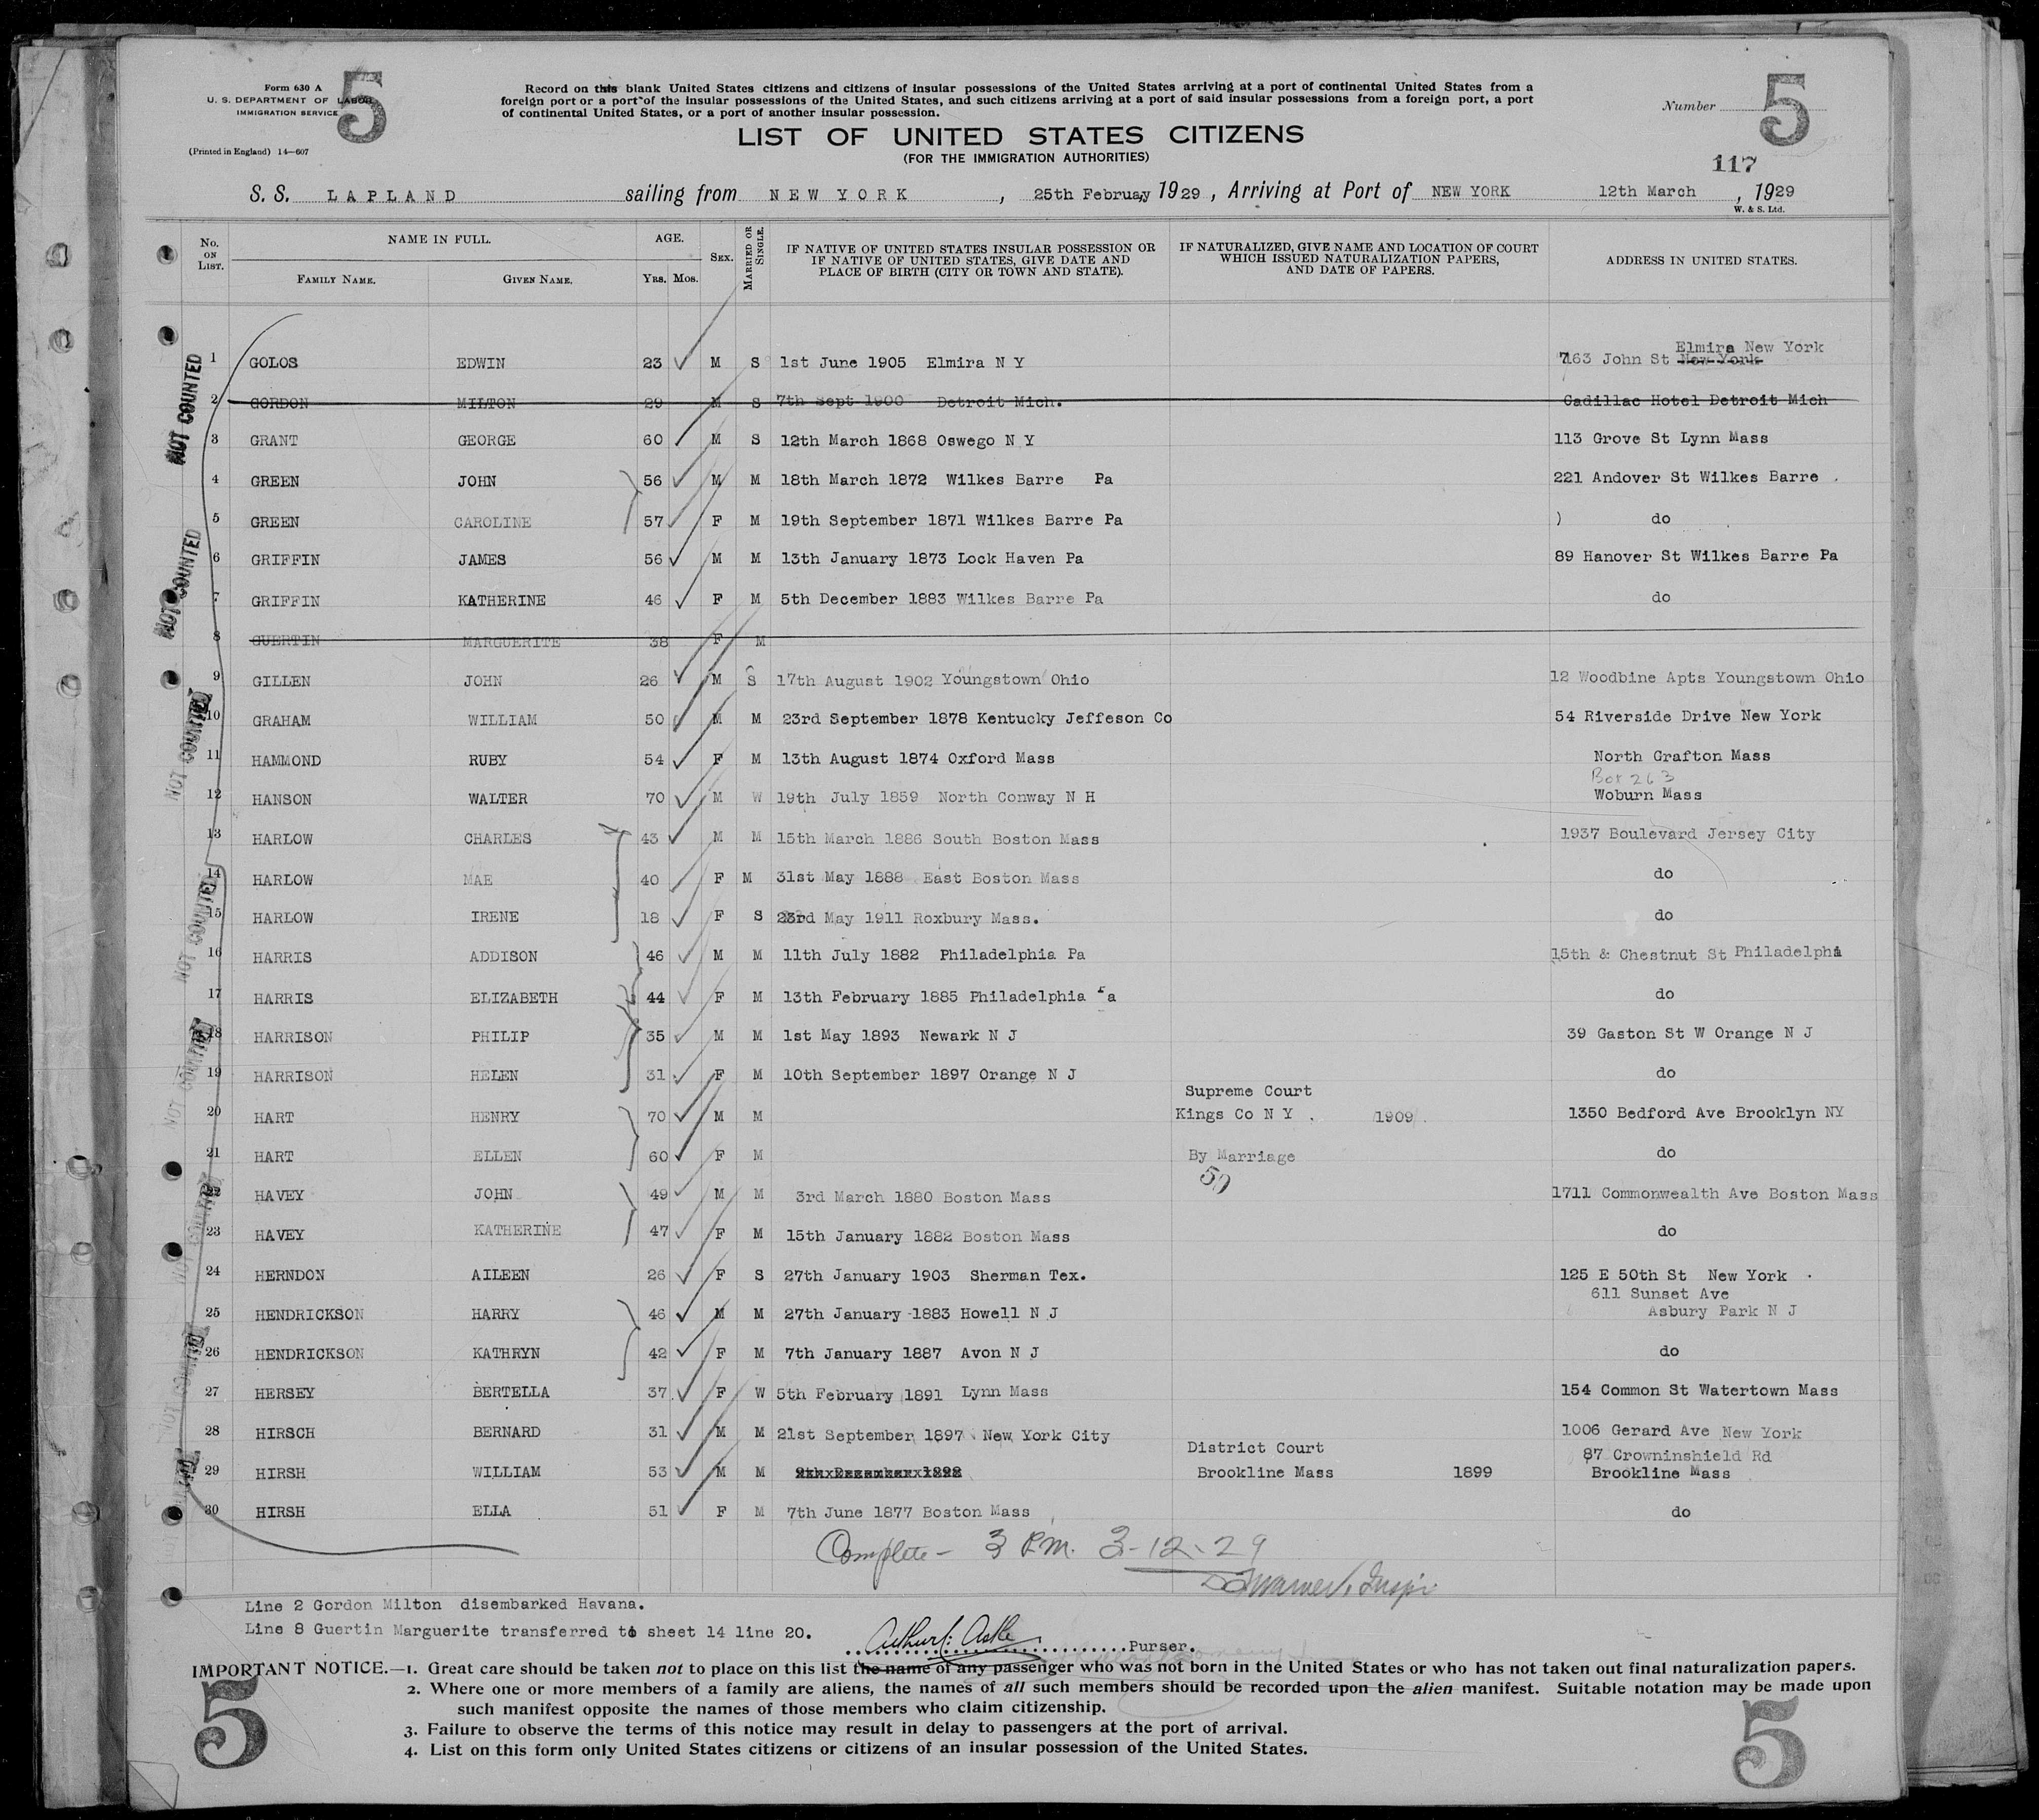 5
Form 630 A
U. S. DEPARTMENT OF LABOR
IMMIGRATION SERVICE
(Printed in England) 14—607
Record on this blank United States citizens and citizens of insular possessions of the United States arriving at a port of continental United States from a
foreign port or a port of the insular possessions of the United States, and such citizens arriving at a port of said insular possessions from a foreign port, a port
of continental United States, or a port of another insular possession.
Number 5
LIST OF UNITED STATES CITIZENS
(FOR THE IMMIGRATION AUTHORITIES)
117
S. S. LAPLAND sailing from NEW YORK , 25th Februay 1929 , Arriving at Port of NEW YORK 12th March , 1929
W. & S. Ltd.
No. ON LIST. NAME IN FULL. FAMILY NAME. GIVEN NAME. AGE. YRS. MOS. SEX. MARRIED OR SINGLE. IF NATIVE OF UNITED STATES INSULAR POSSESSION OR IF NATIVE OF UNITED STATES, GIVE DATE AND PLACE OF BIRTH (CITY OR TOWN AND STATE). IF NATURALIZED, GIVE NAME AND LOCATION OF COURT WHICH ISSUED NATURALIZATION PAPERS, AND DATE OF PAPERS. ADDRESS IN UNITED STATES.
Elmira New York
1 GOLOS EDWIN 23 M S 1st June 1905 Elmira N Y 763 John St New York
2 GORDON MILTON 29 M S 7th Sept 1900 Detroit Mich. Cadillac Hotel Detroit Mich
3 GRANT GEORGE 60 M S 12th March 1868 Oswego N Y 113 Grove St Lynn Mass
4 GREEN JOHN 56 M M 18th March 1872 Wilkes Barre Pa 221 Andover St Wilkes Barre
5 GREEN CAROLINE 57 F M 19th September 1871 Wilkes Barre Pa ) do
6 GRIFFIN JAMES 56 M M 13th January 1873 Lock Haven Pa 89 Hanover St Wilkes Barre Pa
7 GRIFFIN KATHERINE 46 F M 5th December 1883 Wilkes Barre Pa do
8 GUERTIN MARGUERITE 38 F M
9 GILLEN JOHN 26 M S 17th August 1902 Youngstown Ohio 12 Woodbine Apts Youngstown Ohio
10 GRAHAM WILLIAM 50 M M 23rd September 1878 Kentucky Jeffeson Co 54 Riverside Drive New York
11 HAMMOND RUBY 54 F M 13th August 1874 Oxford Mass North Grafton Mass
Box 263
12 HANSON WALTER 70 M W 19th July 1859 North Conway N H Woburn Mass
13 HARLOW CHARLES 43 M M 15th March 1886 South Boston Mass 1937 Boulevard Jersey City
14 HARLOW MAE 40 F M 31st May 1888 East Boston Mass do
15 HARLOW IRENE 18 F S 23rd May 1911 Roxbury Mass. do
16 HARRIS ADDISON 46 M M 11th July 1882 Philadelphia Pa 15th & Chestnut St Philadelphi
17 HARRIS ELIZABETH 44 F M 13th February 1885 Philadelphia Pa do
18 HARRISON PHILIP 35 M M 1st May 1893 Newark N J 39 Gaston St W Orange N J
19 HARRISON HELEN 31 F M 10th September 1897 Orange N J do
Supreme Court
20 HART HENRY 70 M M Kings Co N Y . 1909 1350 Bedford Ave Brooklyn NY
21 HART ELLEN 60 F M By Marriage do
50
22 HAVEY JOHN 49 M M 3rd March 1880 Boston Mass 1711 Commonwealth Ave Boston Mass
23 HAVEY KATHERINE 47 F M 15th January 1882 Boston Mass do
24 HERNDON AILEEN 26 F S 27th January 1903 Sherman Tex. 125 E 50th St New York
611 Sunset Ave
25 HENDRICKSON HARRY 46 M M 27th January 1883 Howell N J Asbury Park N J
26 HENDRICKSON KATHRYN 42 F M 7th January 1887 Avon N J do
27 HERSEY BERTELLA 37 F W 5th February 1891 Lynn Mass 154 Common St Watertown Mass
28 HIRSCH BERNARD 31 M M 21st September 1897 New York City 1006 Gerard Ave New York
District Court 87 Crowninshield Rd
29 HIRSH WILLIAM 53 M M Brookline Mass 1899 Brookline Mass
30 HIRSH ELLA 51 F M 7th June 1877 Boston Mass do
NOT COUNTED
NOT COUNTED
NOT COUNTED
NOT COUNTED
NOT COUNTED
Complete - 3 P.M. 3-12-29
Line 2 Gordon Milton disembarked Havana.
Line 8 Guertin Marguerite transferred to sheet 14 line 20.
Purser.
IMPORTANT NOTICE.—1. Great care should be taken not to place on this list the name of any passenger who was not born in the United States or who has not taken out final naturalization papers.
2. Where one or more members of a family are aliens, the names of all such members should be recorded upon the alien manifest. Suitable notation may be made upon
such manifest opposite the names of those members who claim citizenship.
3. Failure to observe the terms of this notice may result in delay to passengers at the port of arrival.
4. List on this form only United States citizens or citizens of an insular possession of the United States.
5
5